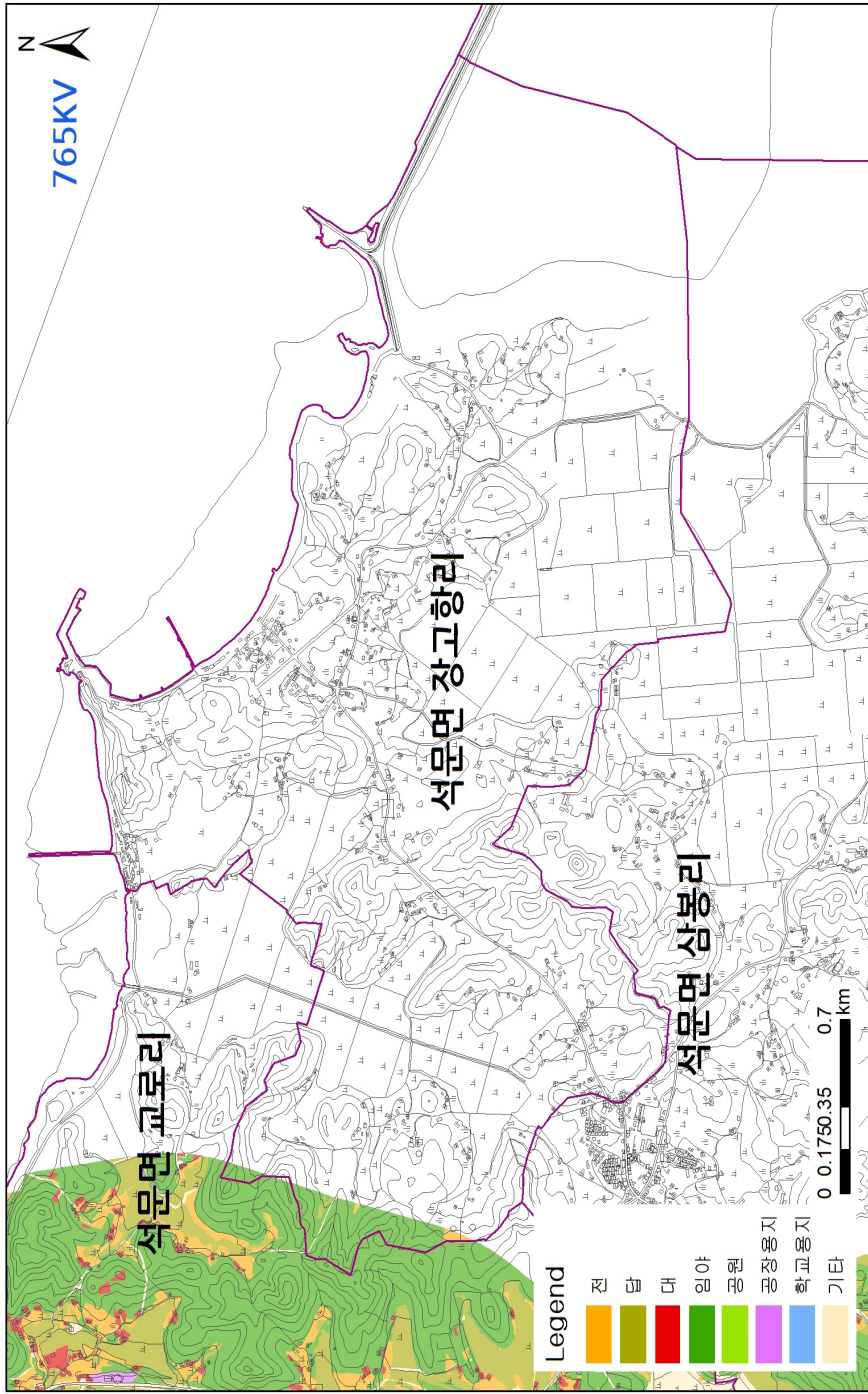 N
765KV
석문면 교로리
석문면 장고항리
석문면 삼봉리
Legend
전
답
대
임야
공원
공장용지
학교용지
기타
0 0.1750.35 0.7
km